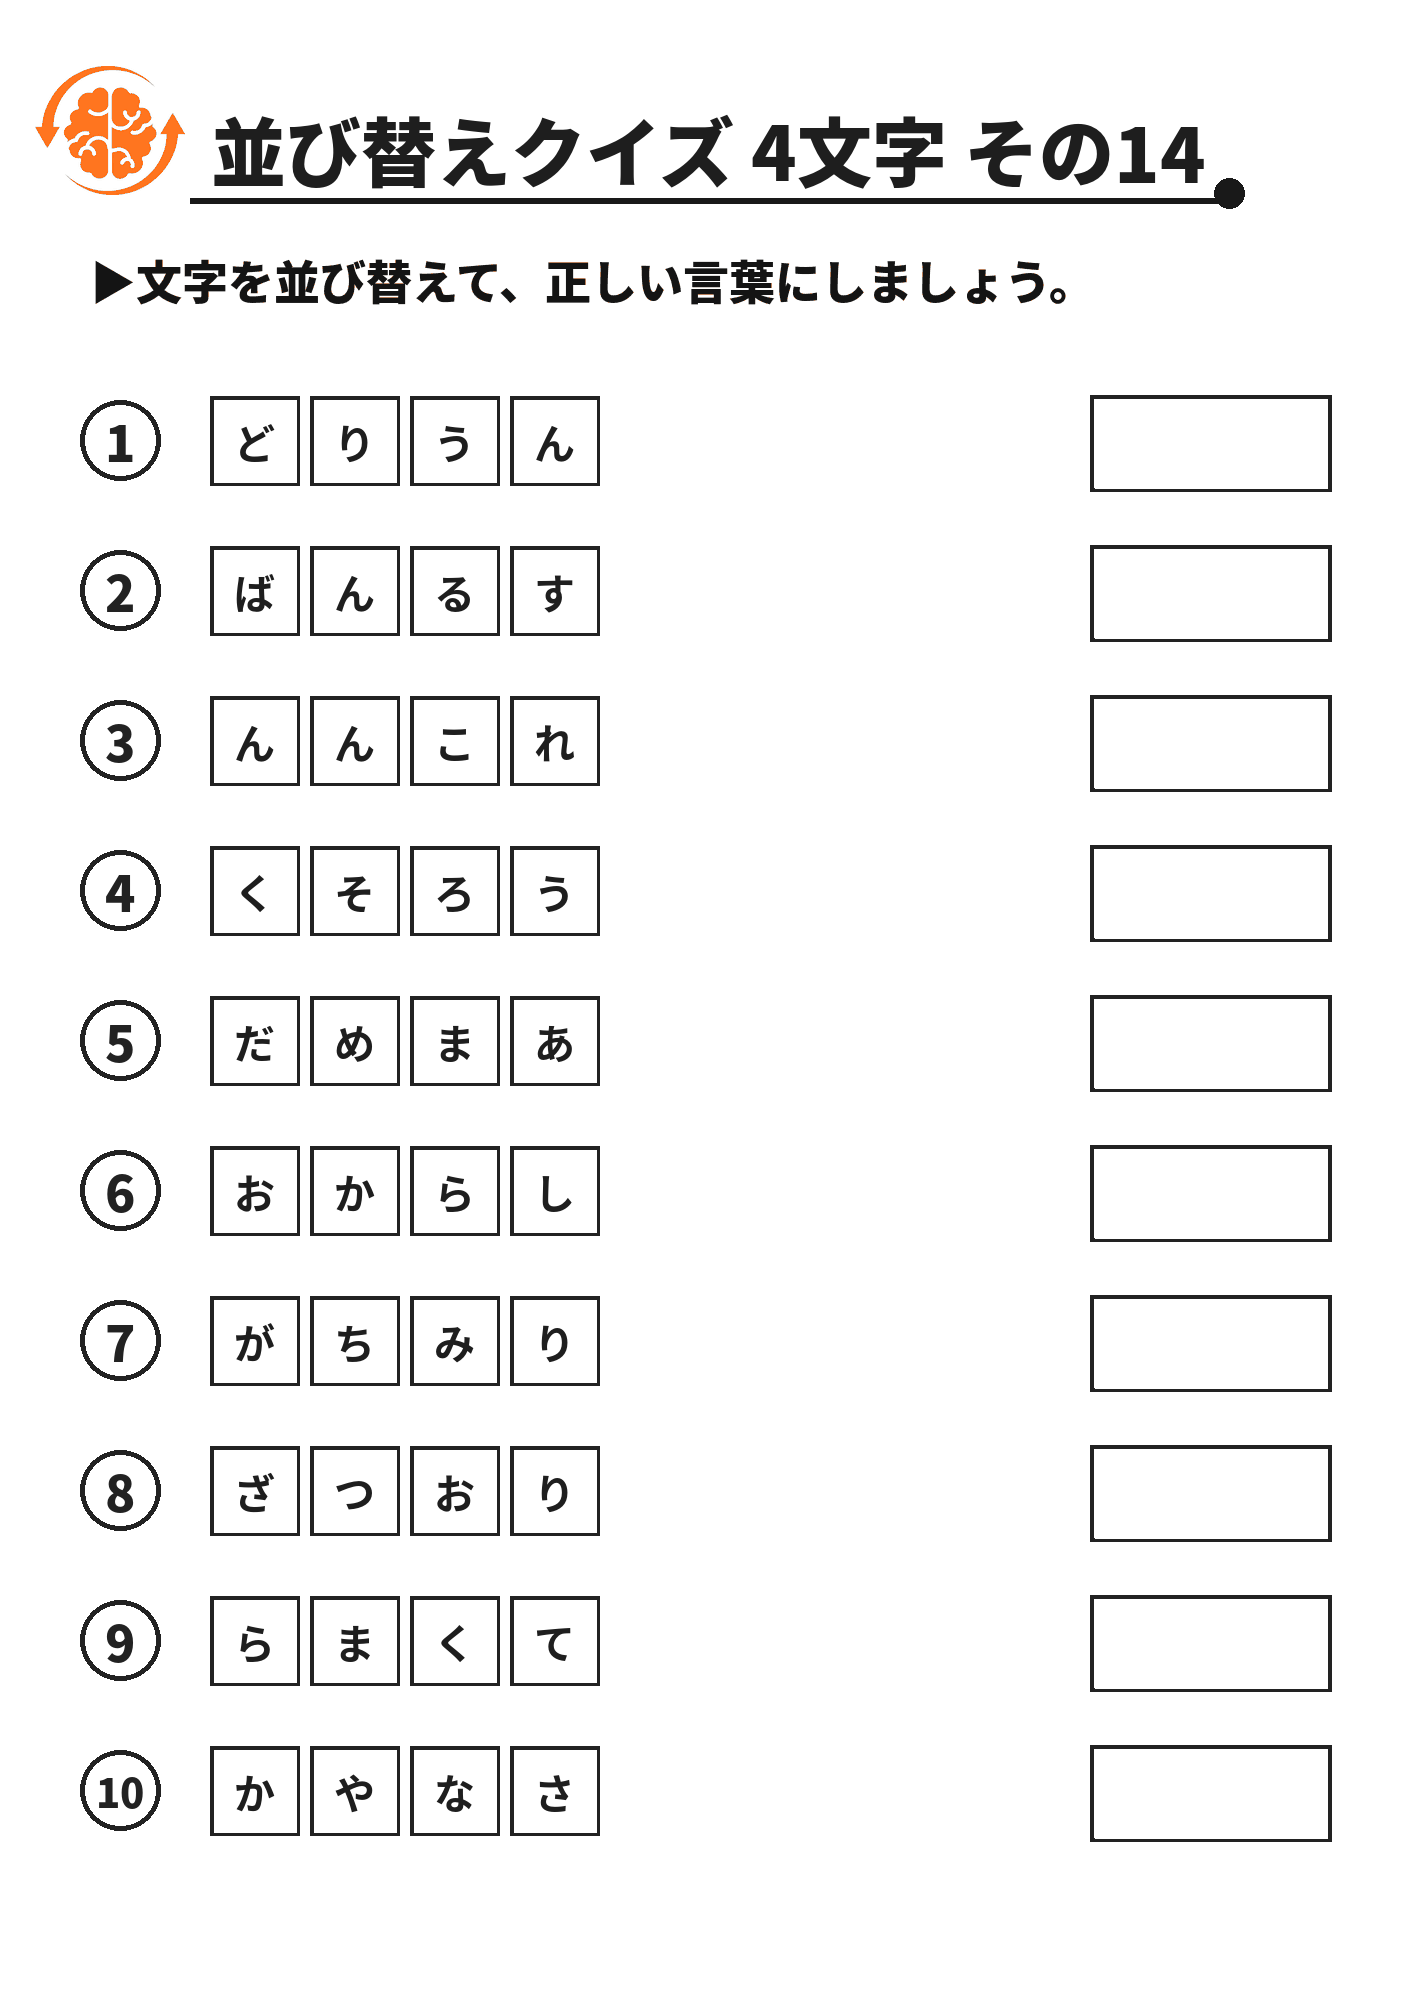 並び替えクイズ 4文字 その14
▶文字を並び替えて、正しい言葉にしましょう。
1 ど り う ん
2 ば ん る す
3 ん ん こ れ
4 く そ ろ う
5 だ め ま あ
6 お か ら し
7 が ち み り
8 ざ つ お り
9 ら ま く て
10 か や な さ